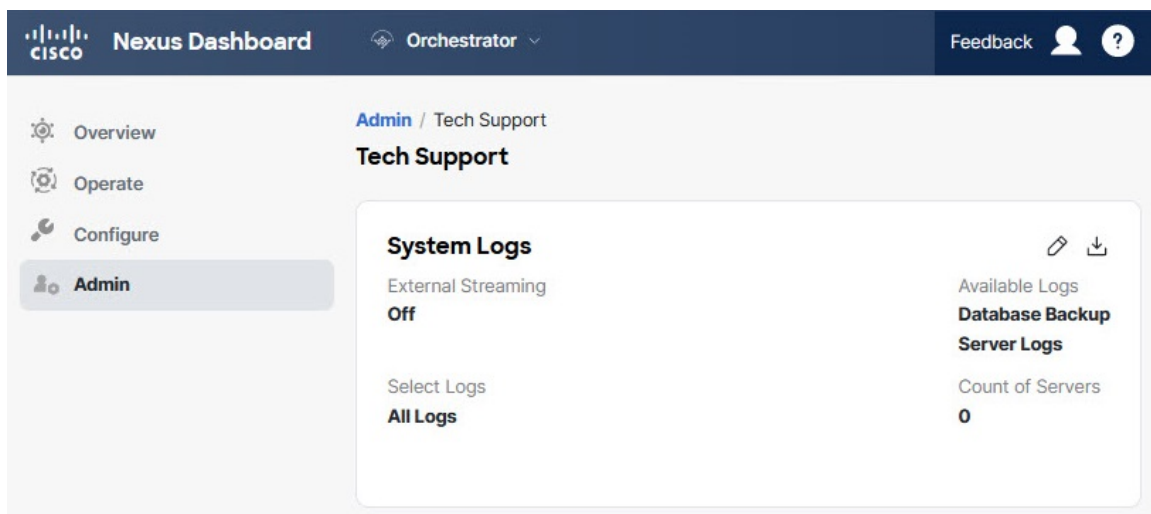 CISCO Nexus Dashboard Orchestrator Feedback ?
Overview
Operate
Configure
Admin
Admin / Tech Support
Tech Support
System Logs
External Streaming
Off
Available Logs
Database Backup
Server Logs
Select Logs
All Logs
Count of Servers
0